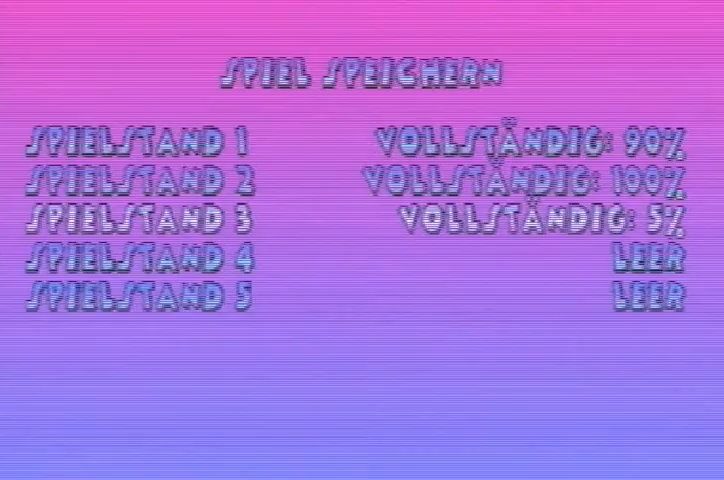 SPIEL SPEICHERN
SPIELSTAND 1 VOLLSTÄNDIG: 90%
SPIELSTAND 2 VOLLSTÄNDIG: 100%
SPIELSTAND 3 VOLLSTÄNDIG: 5%
SPIELSTAND 4 LEER
SPIELSTAND 5 LEER